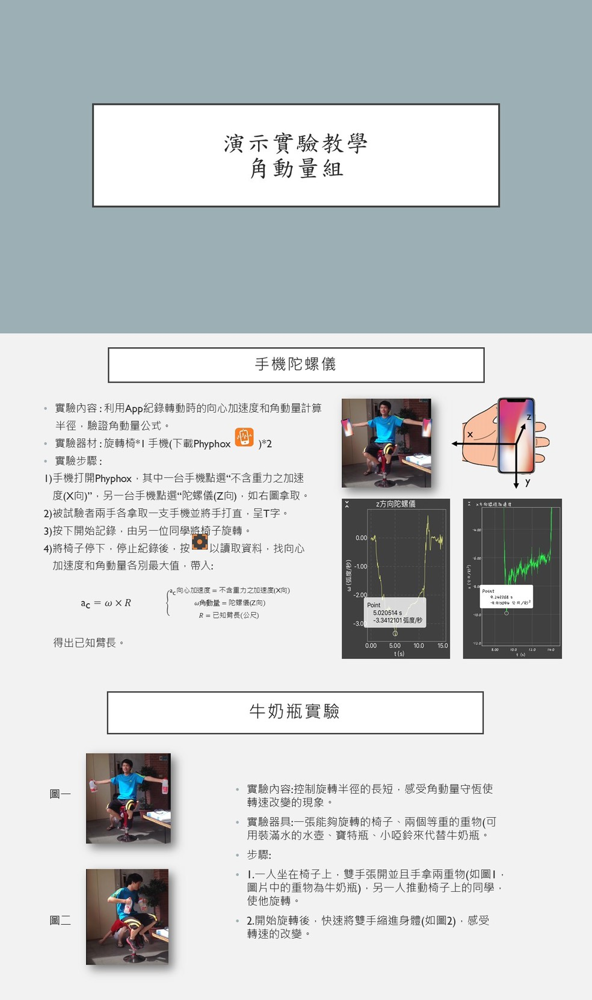 演示實驗教學
角動量組
手機陀螺儀
• 實驗內容 : 利用App紀錄轉動時的向心加速度和角動量計算
半徑，驗證角動量公式。
• 實驗器材 : 旋轉椅*1 手機(下載Phyphox )*2
• 實驗步驟 :
1)手機打開Phyphox，其中一台手機點選“不含重力之加速
度(X向)”，另一台手機點選“陀螺儀(Z向)，如右圖拿取。
2)被試驗者兩手各拿取一支手機並將手打直，呈T字。
3)按下開始記錄，由另一位同學將椅子旋轉。
4)將椅子停下，停止紀錄後，按 以讀取資料，找向心
加速度和角動量各別最大值，帶入:
a_c = ω × R
a_c 向心加速度 = 不含重力之加速度(X向)
ω角動量 = 陀螺儀(Z向)
R = 已知臂長(公尺)
得出已知臂長。
x
z
y
z方向陀螺儀
ω (弧度/秒)
0.00
-1.00
-2.00
-3.00
Point
5.020514 s
-3.3412101 弧度/秒
0.00 5.00 10.0 15.0
t (s)
x方向線性加速度
-4.00
-6.00
-8.00
-10.0
-12.0
Point
9.243368 s
-9.915094 公尺/秒²
8.00 10.0 12.0 14.0
t (s)
牛奶瓶實驗
圖一
圖二
• 實驗內容:控制旋轉半徑的長短，感受角動量守恆使
轉速改變的現象。
• 實驗器具:一張能夠旋轉的椅子、兩個等重的重物(可
用裝滿水的水壺、寶特瓶、小啞鈴來代替牛奶瓶。
• 步驟:
• 1.一人坐在椅子上，雙手張開並且手拿兩重物(如圖1，
圖片中的重物為牛奶瓶)，另一人推動椅子上的同學，
使他旋轉。
• 2.開始旋轉後，快速將雙手縮進身體(如圖2)，感受
轉速的改變。